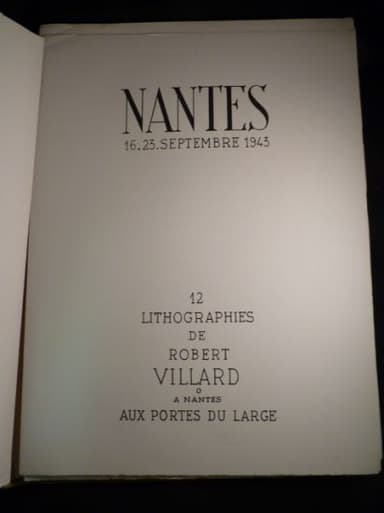 NANTES
16.23.SEPTEMBRE 1943
12
LITHOGRAPHIES
DE
ROBERT
VILLARD
O
A NANTES
AUX PORTES DU LARGE